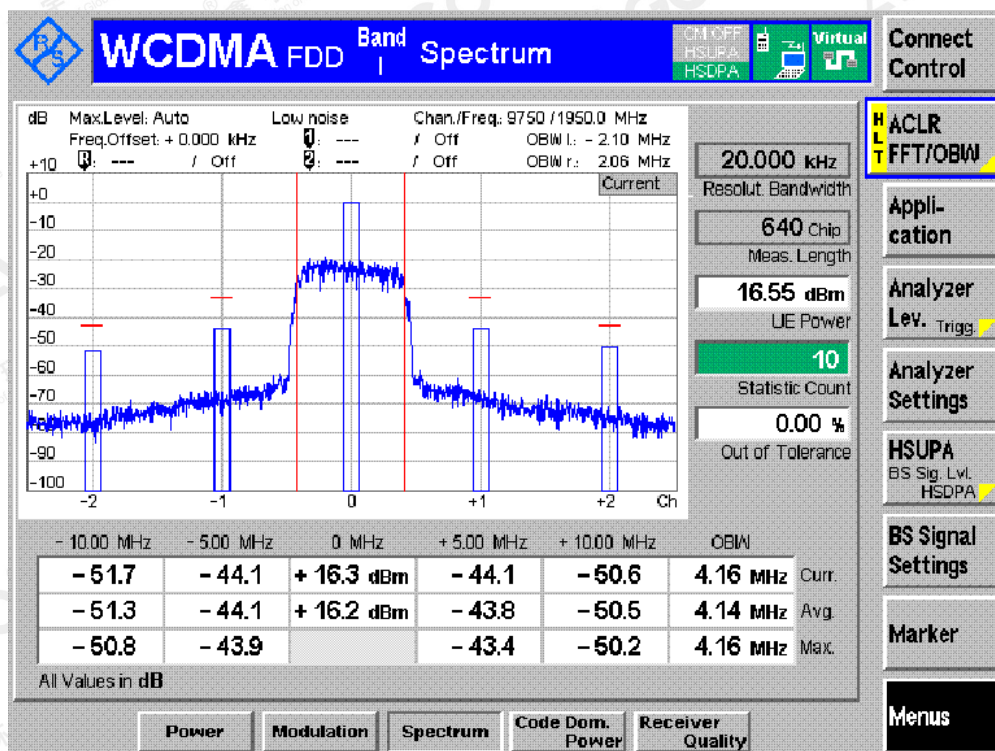 R S
WCDMA FDD Band I Spectrum
CM OFF
HSUPA
HSDPA
Virtual
Connect Control
dB Max.Level: Auto Low noise Chan./Freq.: 9750 /1950.0 MHz
Freq.Offset: + 0.000 kHz 1: --- / Off OBW l.: – 2.10 MHz
R: --- / Off 2: --- / Off OBW r.: 2.06 MHz
Current
+10
+0
-10
-20
-30
-40
-50
-60
-70
-90
-100
-2 -1 0 +1 +2 Ch
20.000 kHz
Resolut. Bandwidth
640 Chip
Meas. Length
16.55 dBm
UE Power
10
Statistic Count
0.00 %
Out of Tolerance
– 10.00 MHz – 5.00 MHz 0 MHz + 5.00 MHz + 10.00 MHz OBW
– 51.7 – 44.1 + 16.3 dBm – 44.1 – 50.6 4.16 MHz Curr.
– 51.3 – 44.1 + 16.2 dBm – 43.8 – 50.5 4.14 MHz Avg.
– 50.8 – 43.9 – 43.4 – 50.2 4.16 MHz Max.
All Values in dB
HLT
ACLR
FFT/OBW
Appli-
cation
Analyzer
Lev. Trigg.
Analyzer
Settings
HSUPA
BS Sig. Lvl.
HSDPA
BS Signal
Settings
Marker
Menus
Power
Modulation
Spectrum
Code Dom.
Power
Receiver
Quality